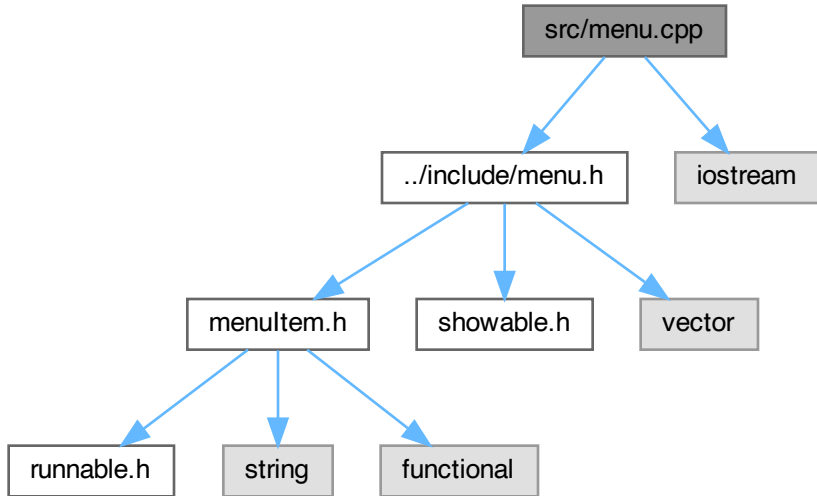 src/menu.cpp
../include/menu.h
iostream
menuItem.h
showable.h
vector
runnable.h
string
functional